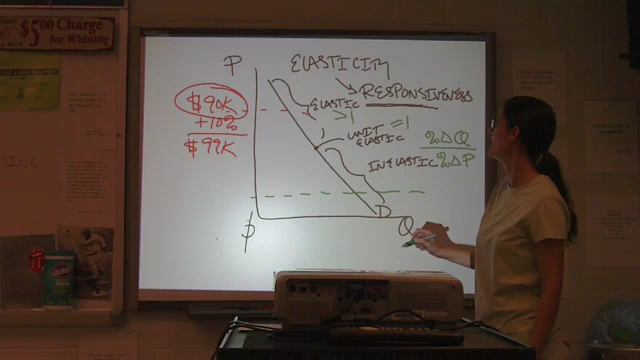 $5.00 Charge
for Whining
P
ELASTICITY
RESPONSIVENESS
$90K
+10%
$99K
ELASTIC
>1
UNIT
ELASTIC
=1
INELASTIC
%ΔQ
%ΔP
D
Q